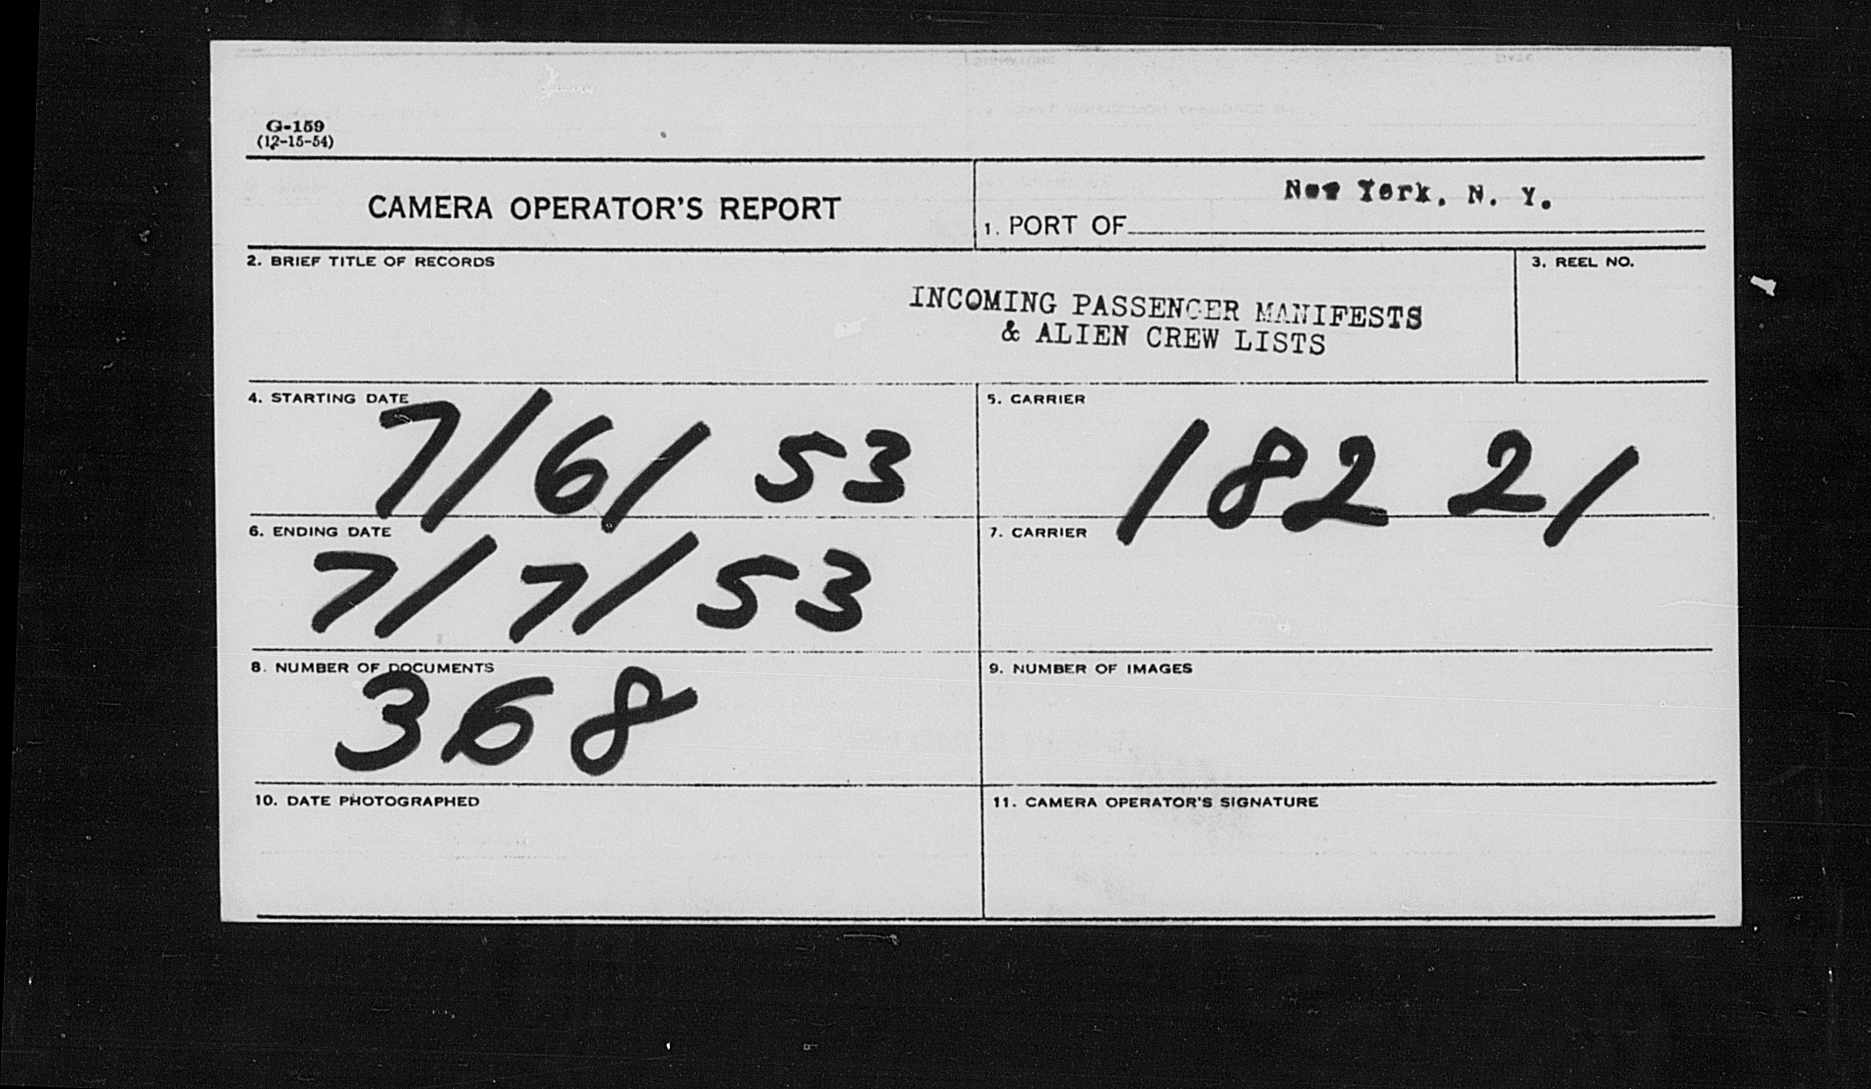 G-159
(12-15-54)
CAMERA OPERATOR'S REPORT
1. PORT OF New York, N. Y.
2. BRIEF TITLE OF RECORDS
INCOMING PASSENGER MANIFESTS
& ALIEN CREW LISTS
3. REEL NO.
4. STARTING DATE
7/6/53
5. CARRIER
18221
6. ENDING DATE
7/7/53
7. CARRIER
8. NUMBER OF DOCUMENTS
368
9. NUMBER OF IMAGES
10. DATE PHOTOGRAPHED
11. CAMERA OPERATOR'S SIGNATURE